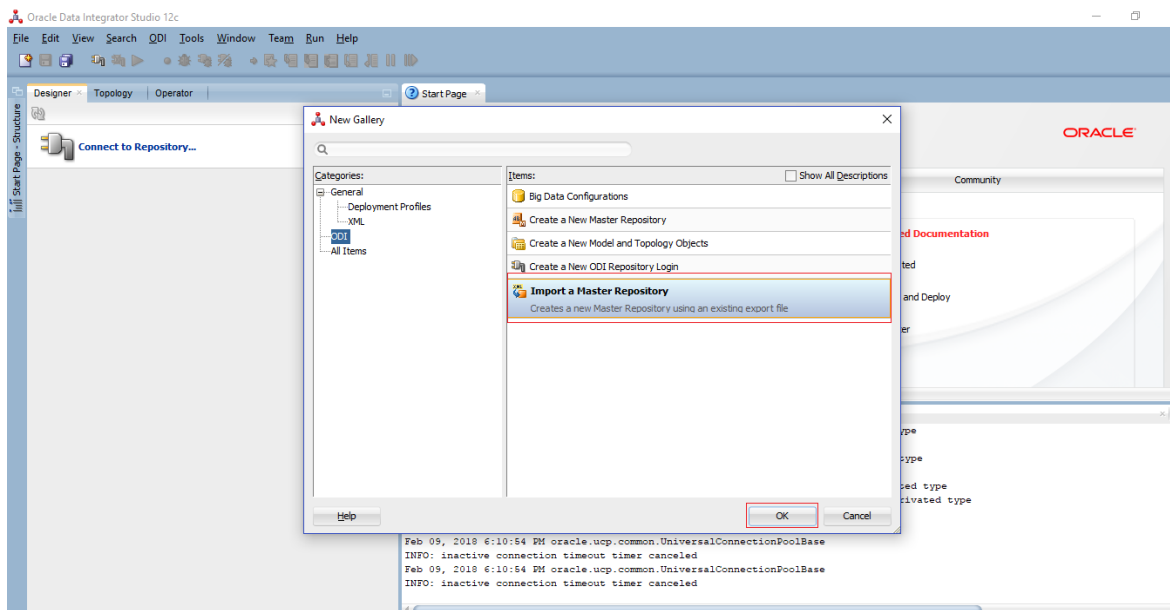 Oracle Data Integrator Studio 12c
File Edit View Search ODI Tools Window Team Run Help
Designer Topology Operator
Start Page
Start Page - Structure
Connect to Repository...
New Gallery
Categories:
General
Deployment Profiles
XML
ODI
All Items
Items:
Show All Descriptions
Big Data Configurations
Create a New Master Repository
Create a New Model and Topology Objects
Create a New ODI Repository Login
Import a Master Repository
Creates a new Master Repository using an existing export file
Help
OK
Cancel
ORACLE
Community
ed Documentation
ted
and Deploy
er
ype
type
ted type
rivated type
Feb 09, 2018 6:10:54 PM oracle.ucp.common.UniversalConnectionPoolBase
INFO: inactive connection timeout timer canceled
Feb 09, 2018 6:10:54 PM oracle.ucp.common.UniversalConnectionPoolBase
INFO: inactive connection timeout timer canceled